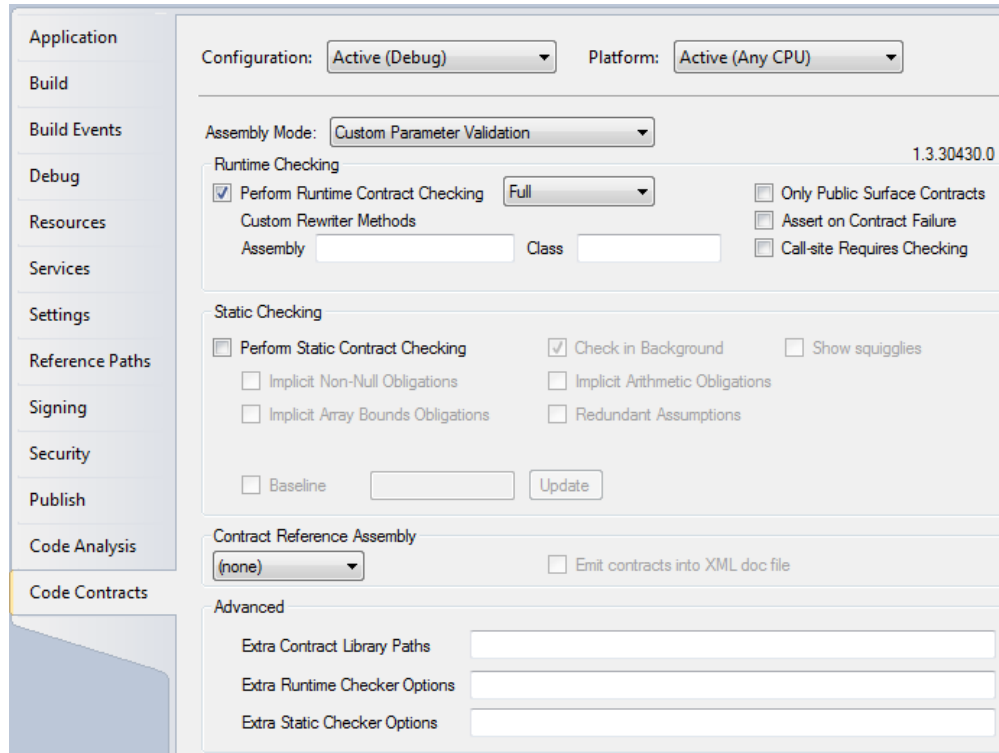 Application
Build
Build Events
Debug
Resources
Services
Settings
Reference Paths
Signing
Security
Publish
Code Analysis
Code Contracts
Configuration: Active (Debug) Platform: Active (Any CPU)
Assembly Mode: Custom Parameter Validation
1.3.30430.0
Runtime Checking
Perform Runtime Contract Checking Full Only Public Surface Contracts
Custom Rewriter Methods Assert on Contract Failure
Assembly Class Call-site Requires Checking
Static Checking
Perform Static Contract Checking Check in Background Show squigglies
Implicit Non-Null Obligations Implicit Arithmetic Obligations
Implicit Array Bounds Obligations Redundant Assumptions
Baseline Update
Contract Reference Assembly
(none) Emit contracts into XML doc file
Advanced
Extra Contract Library Paths
Extra Runtime Checker Options
Extra Static Checker Options